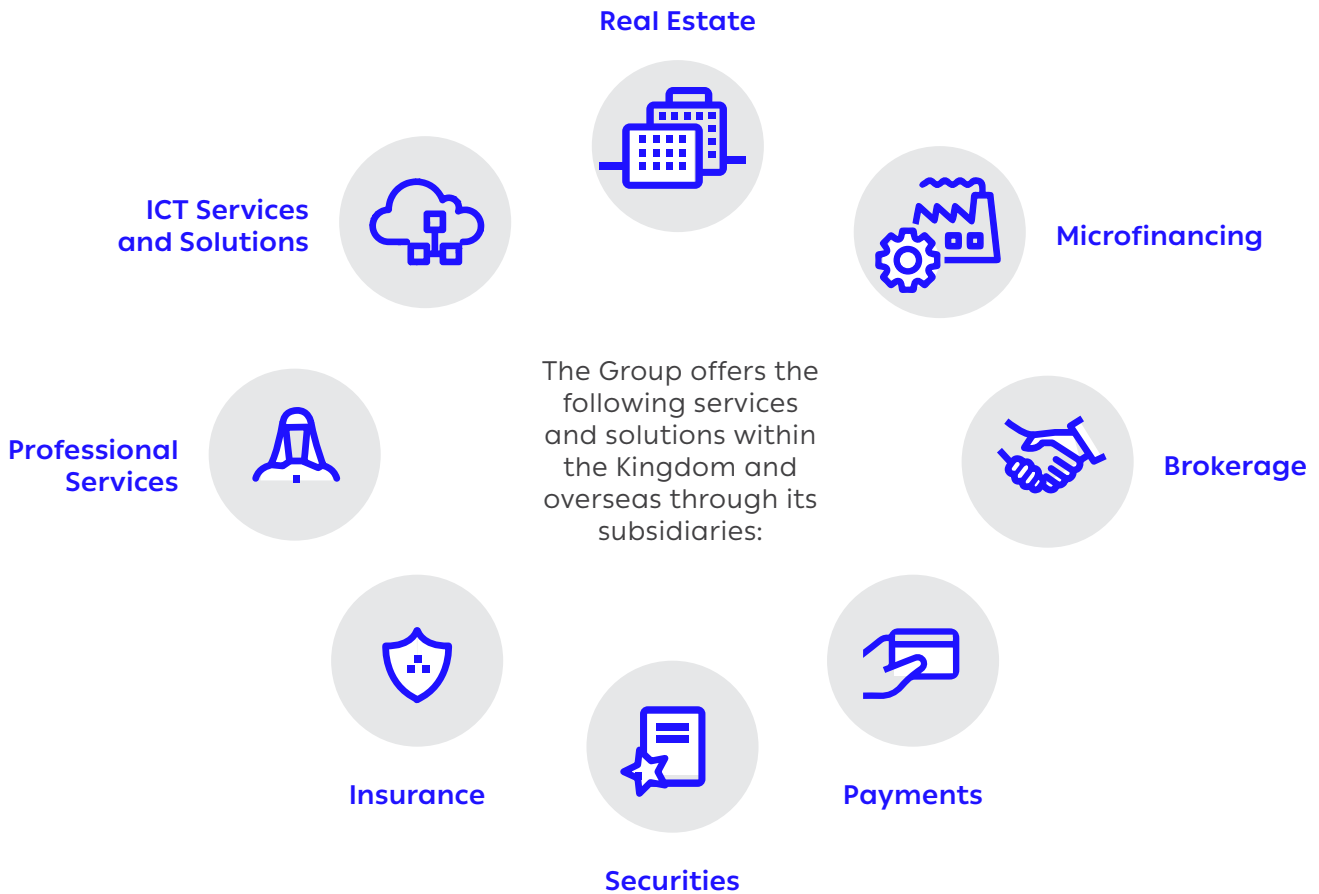 Real Estate
ICT Services
and Solutions
Microfinancing
The Group offers the
following services
and solutions within
the Kingdom and
overseas through its
subsidiaries:
Professional
Services
Brokerage
Insurance
Payments
Securities